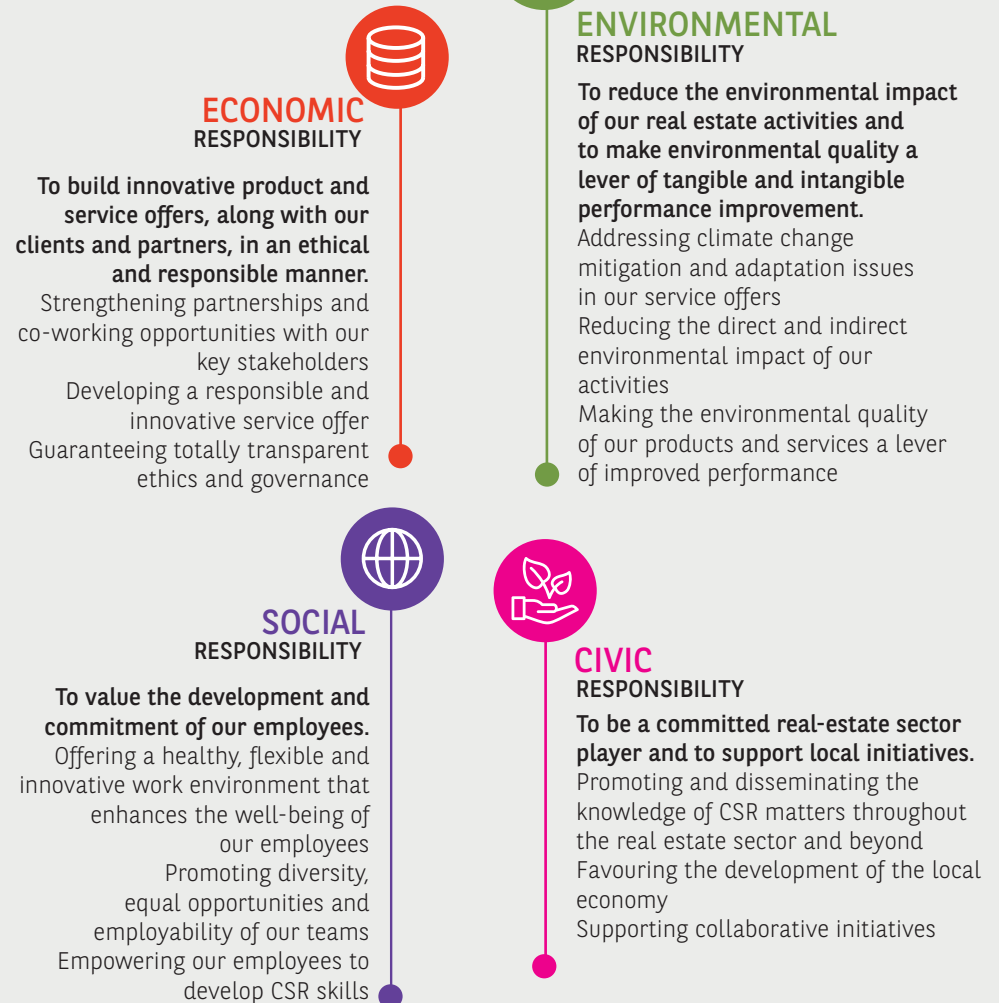 ECONOMIC
RESPONSIBILITY
To build innovative product and
service offers, along with our
clients and partners, in an ethical
and responsible manner.
Strengthening partnerships and
co-working opportunities with our
key stakeholders
Developing a responsible and
innovative service offer
Guaranteeing totally transparent
ethics and governance
ENVIRONMENTAL
RESPONSIBILITY
To reduce the environmental impact
of our real estate activities and
to make environmental quality a
lever of tangible and intangible
performance improvement.
Addressing climate change
mitigation and adaptation issues
in our service offers
Reducing the direct and indirect
environmental impact of our
activities
Making the environmental quality
of our products and services a lever
of improved performance
SOCIAL
RESPONSIBILITY
To value the development and
commitment of our employees.
Offering a healthy, flexible and
innovative work environment that
enhances the well-being of
our employees
Promoting diversity,
equal opportunities and
employability of our teams
Empowering our employees to
develop CSR skills
CIVIC
RESPONSIBILITY
To be a committed real-estate sector
player and to support local initiatives.
Promoting and disseminating the
knowledge of CSR matters throughout
the real estate sector and beyond
Favouring the development of the local
economy
Supporting collaborative initiatives